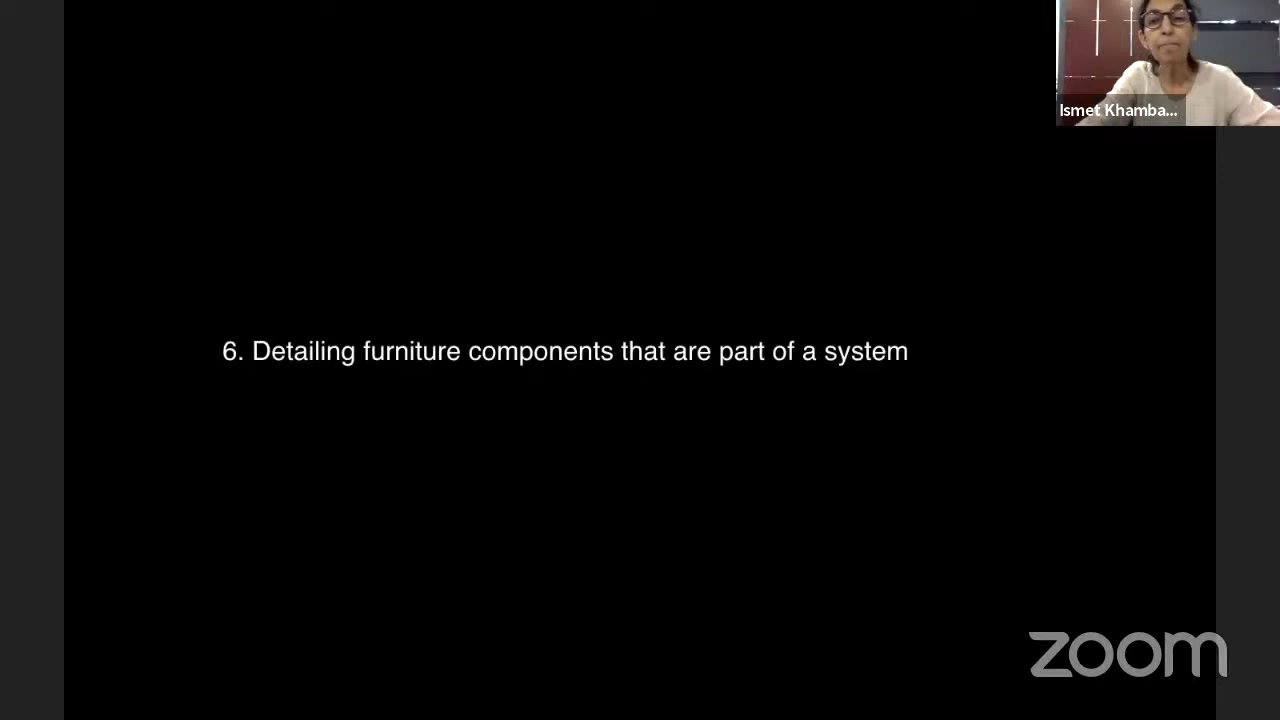 Ismet Khamba...
6. Detailing furniture components that are part of a system
zoom